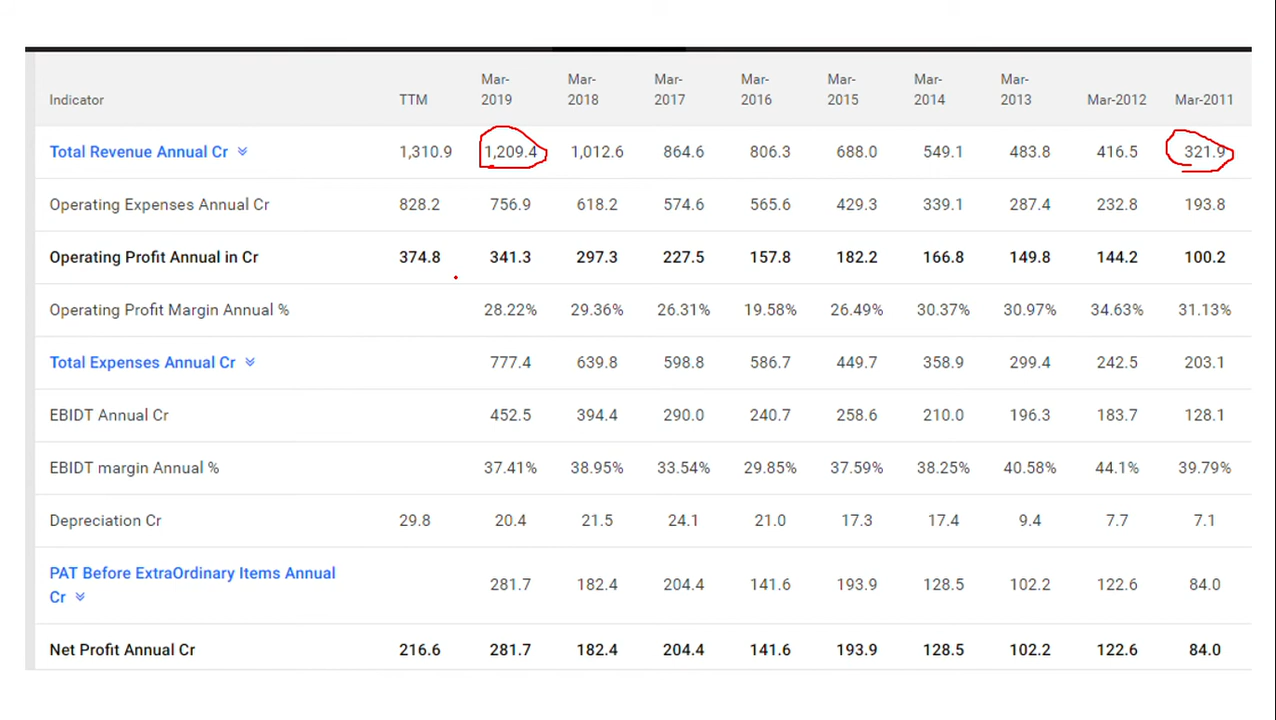 Indicator TTM Mar-2019 Mar-2018 Mar-2017 Mar-2016 Mar-2015 Mar-2014 Mar-2013 Mar-2012 Mar-2011
Total Revenue Annual Cr 1,310.9 1,209.4 1,012.6 864.6 806.3 688.0 549.1 483.8 416.5 321.9
Operating Expenses Annual Cr 828.2 756.9 618.2 574.6 565.6 429.3 339.1 287.4 232.8 193.8
Operating Profit Annual in Cr 374.8 341.3 297.3 227.5 157.8 182.2 166.8 149.8 144.2 100.2
Operating Profit Margin Annual % 28.22% 29.36% 26.31% 19.58% 26.49% 30.37% 30.97% 34.63% 31.13%
Total Expenses Annual Cr 777.4 639.8 598.8 586.7 449.7 358.9 299.4 242.5 203.1
EBIDT Annual Cr 452.5 394.4 290.0 240.7 258.6 210.0 196.3 183.7 128.1
EBIDT margin Annual % 37.41% 38.95% 33.54% 29.85% 37.59% 38.25% 40.58% 44.1% 39.79%
Depreciation Cr 29.8 20.4 21.5 24.1 21.0 17.3 17.4 9.4 7.7 7.1
PAT Before ExtraOrdinary Items Annual
Cr 281.7 182.4 204.4 141.6 193.9 128.5 102.2 122.6 84.0
Net Profit Annual Cr 216.6 281.7 182.4 204.4 141.6 193.9 128.5 102.2 122.6 84.0